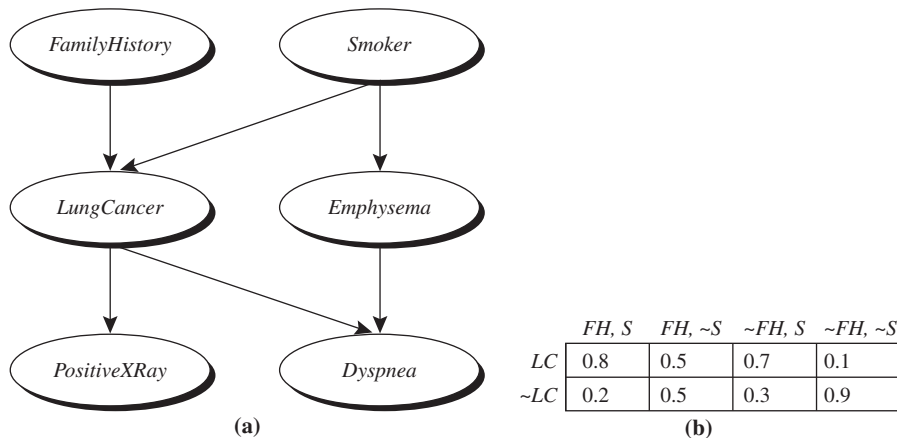 FamilyHistory Smoker
LungCancer Emphysema
PositiveXRay Dyspnea
(a)
FH, S FH, ~S ~FH, S ~FH, ~S
LC 0.8 0.5 0.7 0.1
~LC 0.2 0.5 0.3 0.9
(b)